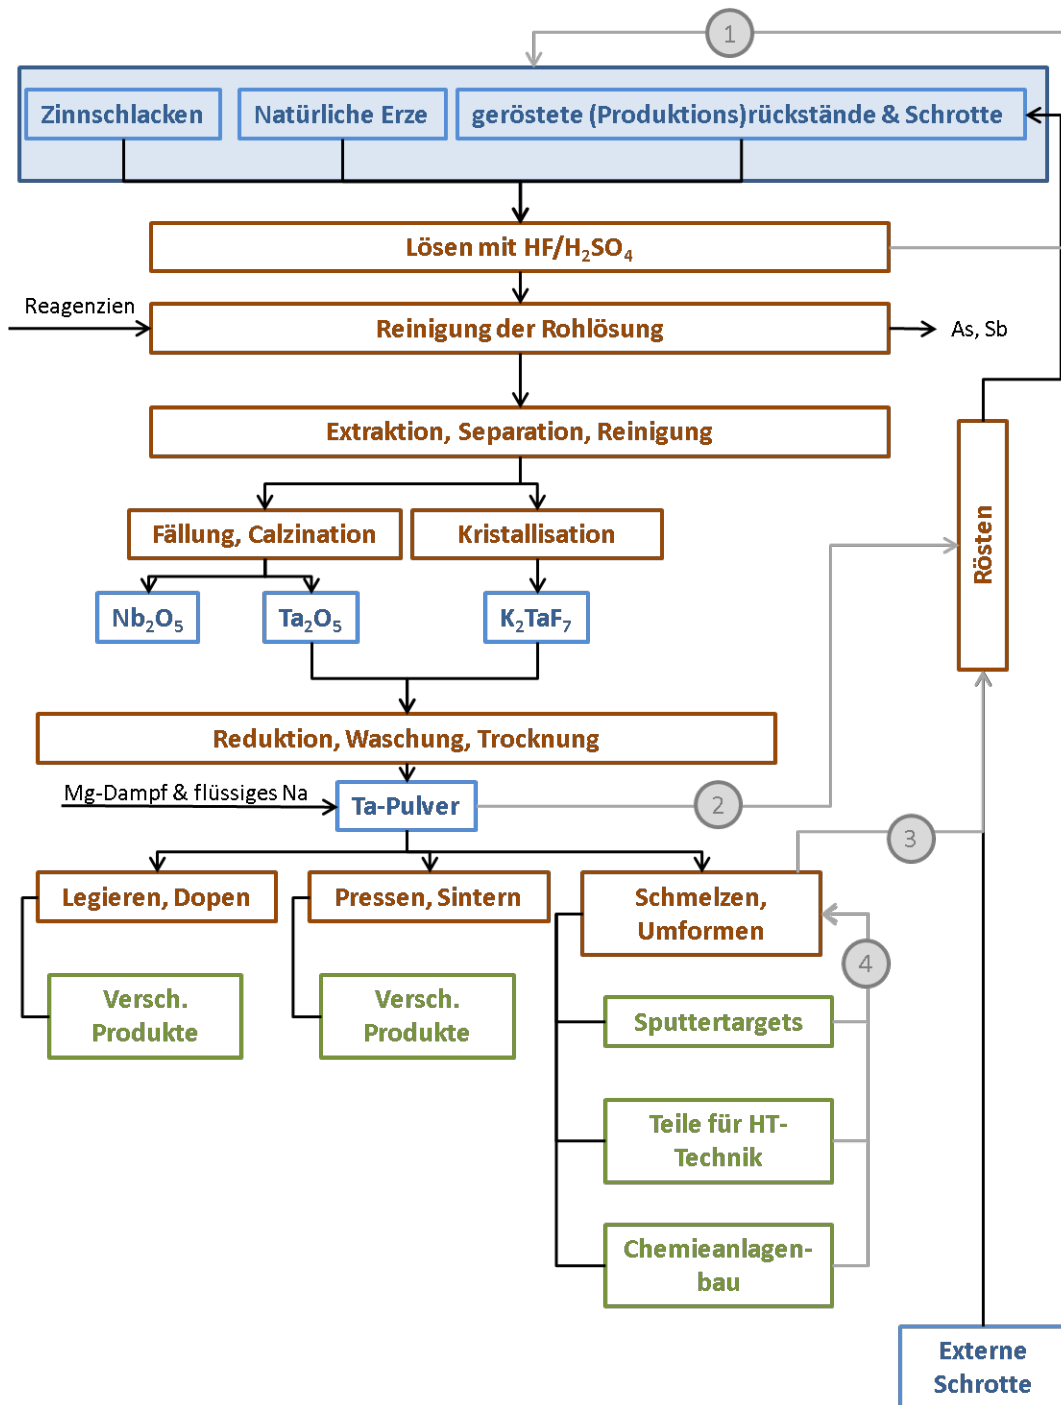 1
Zinnschlacken
Natürliche Erze
geröstete (Produktions)rückstände & Schrotte
Lösen mit HF/H₂SO₄
Reagenzien
Reinigung der Rohlösung
As, Sb
Extraktion, Separation, Reinigung
Fällung, Calzination
Kristallisation
Rösten
Nb₂O₅
Ta₂O₅
K₂TaF₇
Reduktion, Waschung, Trocknung
Mg-Dampf & flüssiges Na
Ta-Pulver
2
3
Legieren, Dopen
Pressen, Sintern
Schmelzen,
Umformen
4
Versch.
Produkte
Versch.
Produkte
Sputtertargets
Teile für HT-
Technik
Chemieanlagen-
bau
Externe
Schrotte